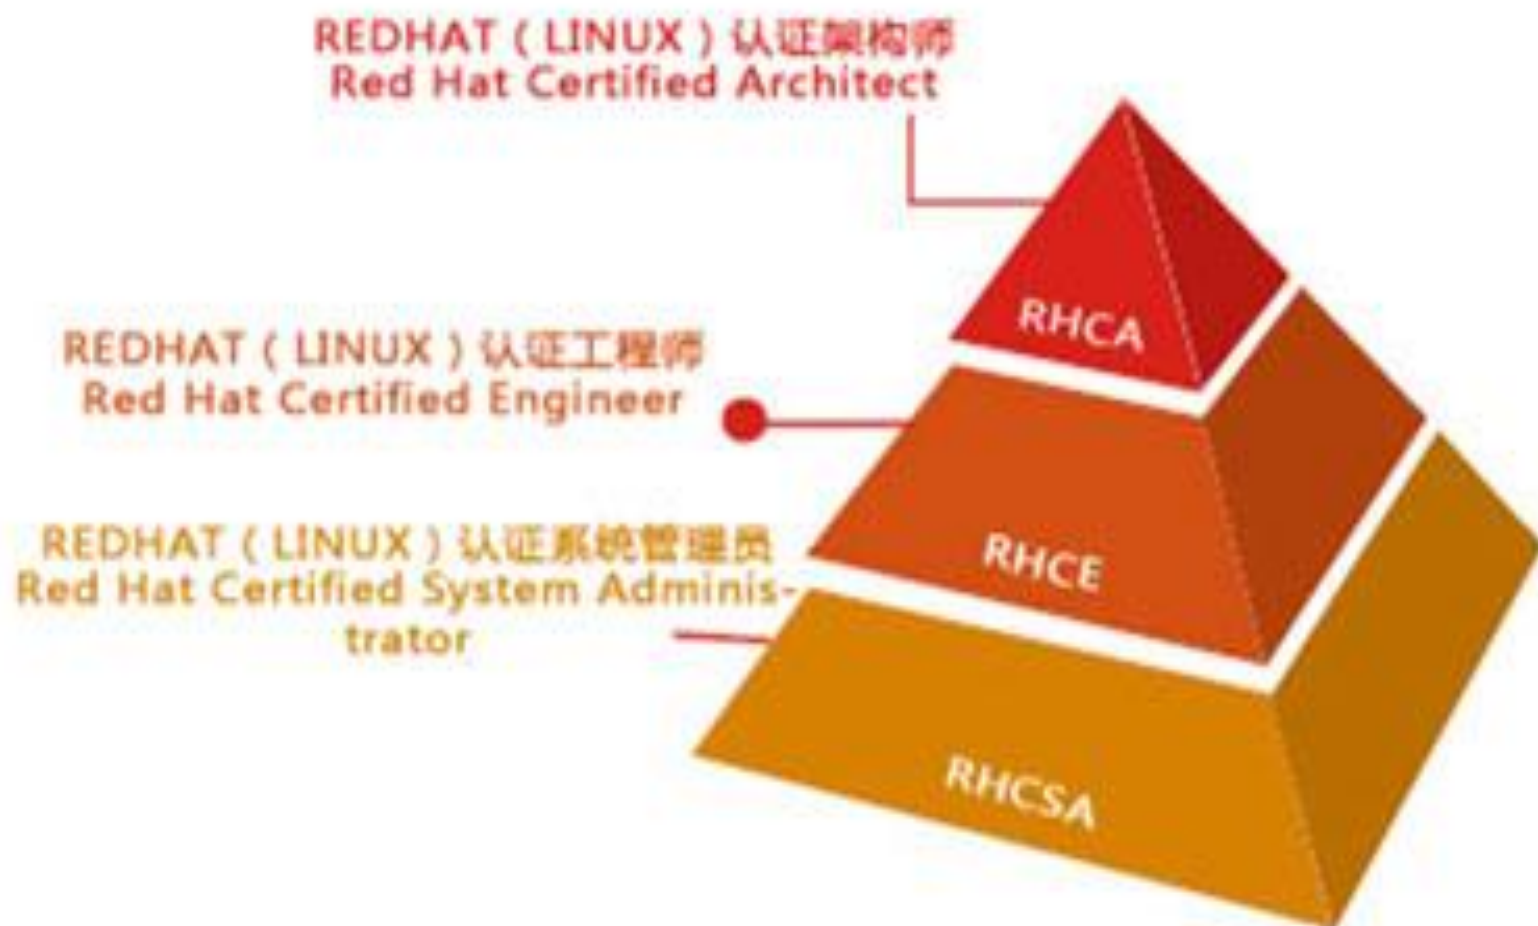 REDHAT（LINUX）认证架构师
Red Hat Certified Architect
RHCA
REDHAT（LINUX）认证工程师
Red Hat Certified Engineer
RHCE
REDHAT（LINUX）认证系统管理员
Red Hat Certified System Adminis-
trator
RHCSA